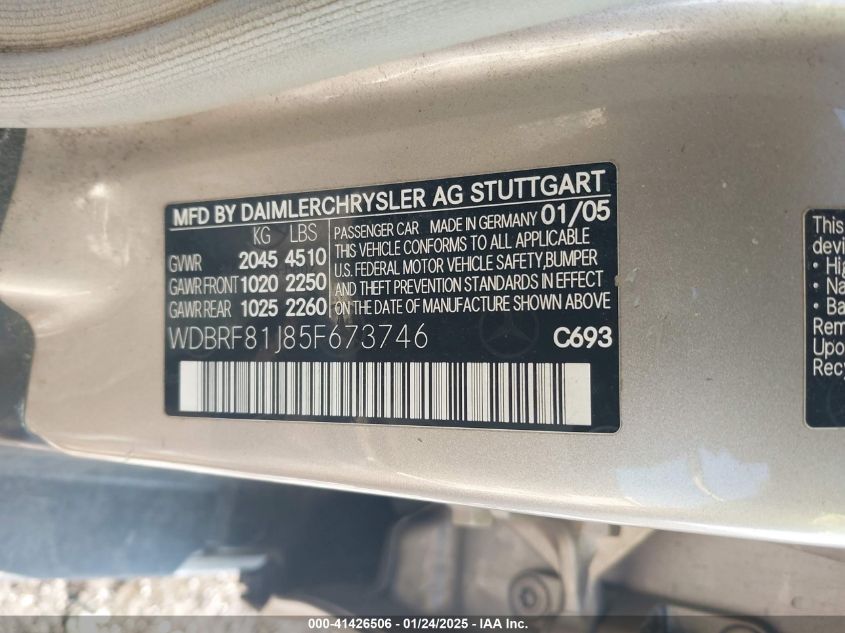 MFD BY DAIMLERCHRYSLER AG STUTTGART
KG LBS
GVWR 2045 4510
GAWR FRONT 1020 2250
GAWR REAR 1025 2260
PASSENGER CAR MADE IN GERMANY 01/05
THIS VEHICLE CONFORMS TO ALL APPLICABLE
U.S. FEDERAL MOTOR VEHICLE SAFETY,BUMPER
AND THEFT PREVENTION STANDARDS IN EFFECT
ON THE DATE OF MANUFACTURE SHOWN ABOVE
WDBRF81J85F673746 C693
This
devi
• Hig
• Na
• Ba
Rem
Upo
Recy
000-41426506 - 01/24/2025 - IAA Inc.